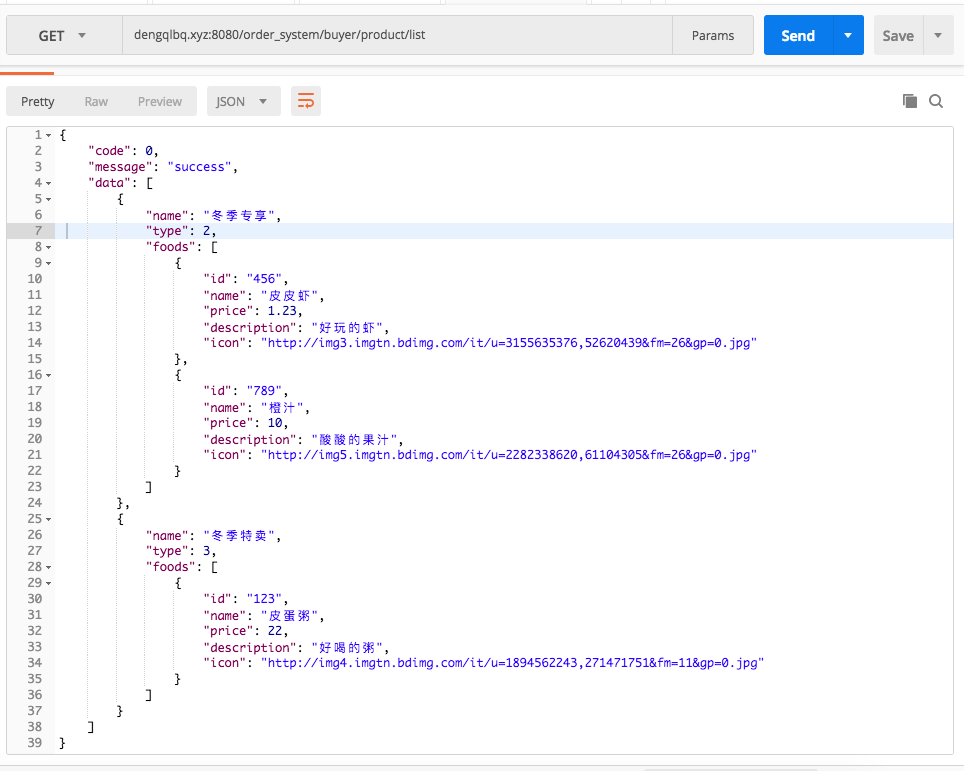 GET dengqlbq.xyz:8080/order_system/buyer/product/list Params Send Save
Pretty Raw Preview JSON
1 {
2 "code": 0,
3 "message": "success",
4 "data": [
5 {
6 "name": "冬季专享",
7 "type": 2,
8 "foods": [
9 {
10 "id": "456",
11 "name": "皮皮虾",
12 "price": 1.23,
13 "description": "好玩的虾",
14 "icon": "http://img3.imgtn.bdimg.com/it/u=3155635376,52620439&fm=26&gp=0.jpg"
15 },
16 {
17 "id": "789",
18 "name": "橙汁",
19 "price": 10,
20 "description": "酸酸的果汁",
21 "icon": "http://img5.imgtn.bdimg.com/it/u=2282338620,61104305&fm=26&gp=0.jpg"
22 }
23 ]
24 },
25 {
26 "name": "冬季特卖",
27 "type": 3,
28 "foods": [
29 {
30 "id": "123",
31 "name": "皮蛋粥",
32 "price": 22,
33 "description": "好喝的粥",
34 "icon": "http://img4.imgtn.bdimg.com/it/u=1894562243,271471751&fm=11&gp=0.jpg"
35 }
36 ]
37 }
38 ]
39 }